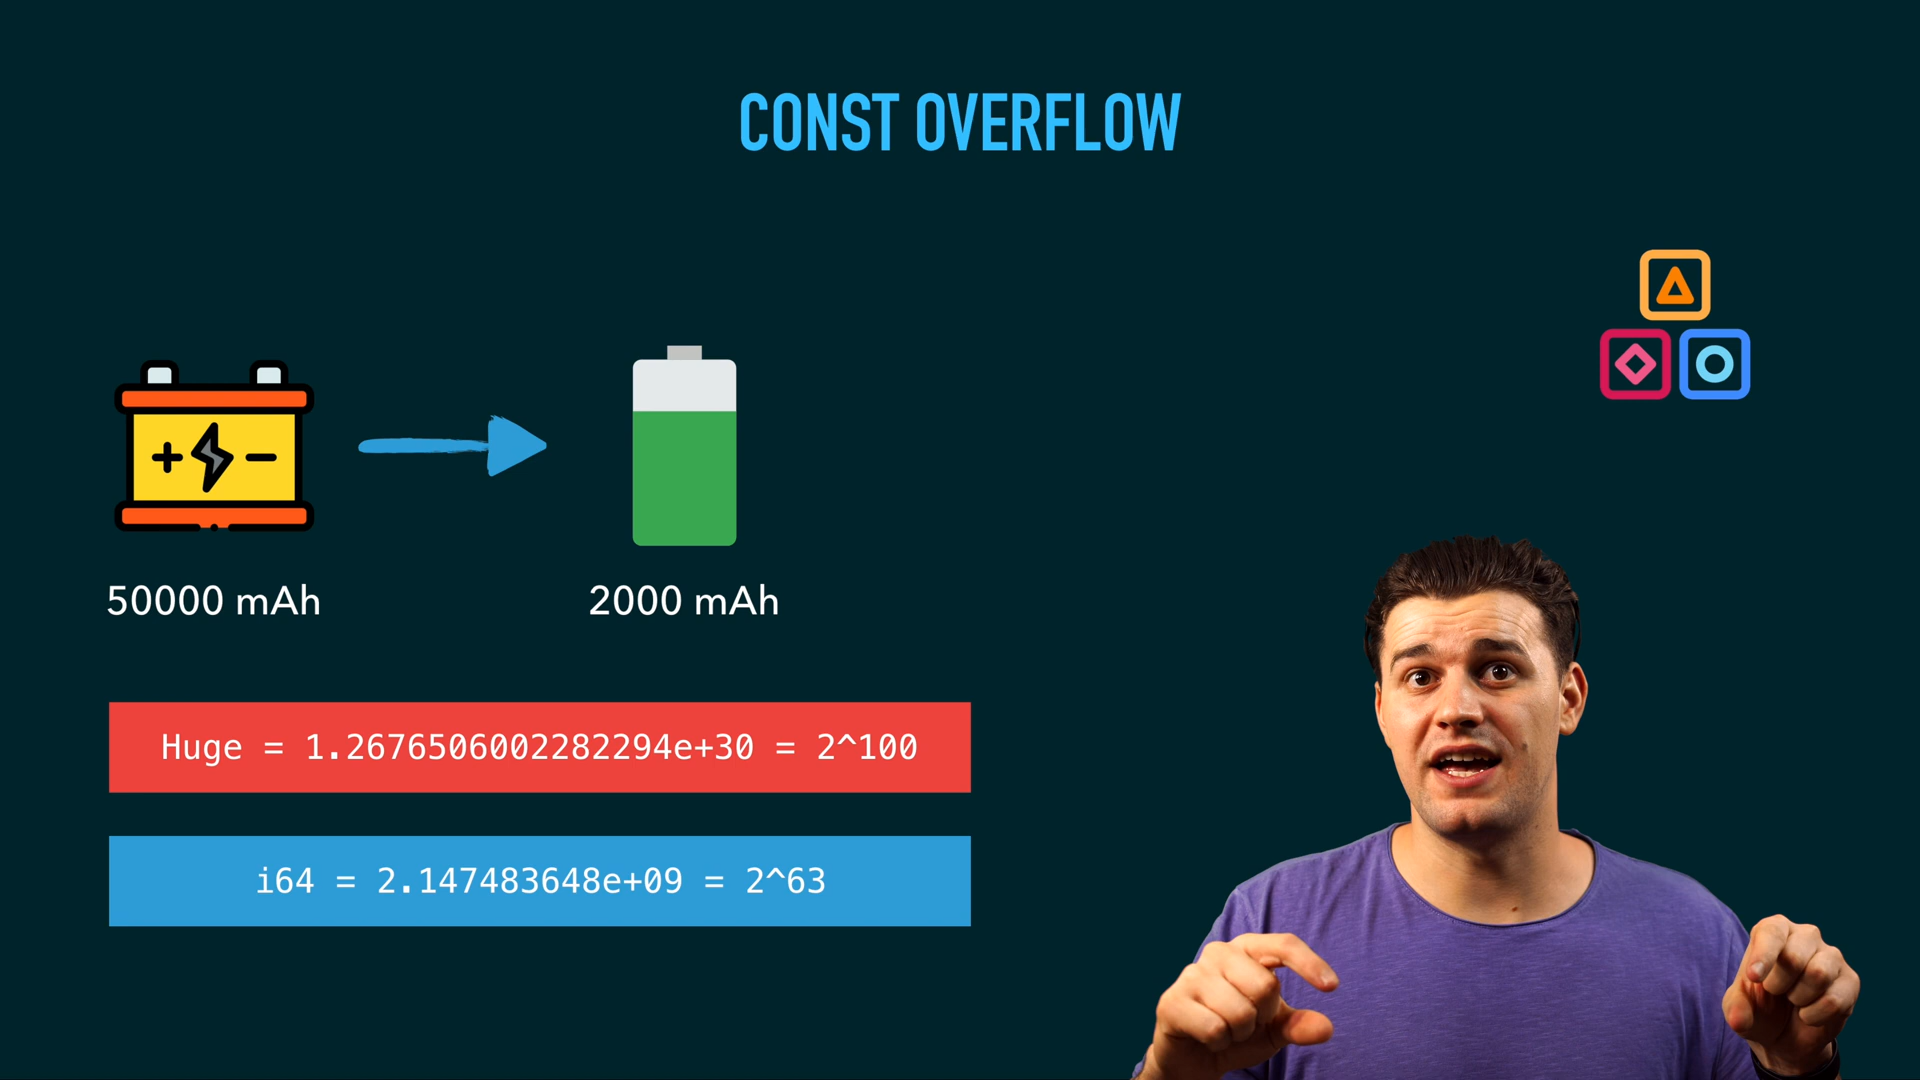 CONST OVERFLOW
50000 mAh
2000 mAh
Huge = 1.2676506002282294e+30 = 2^100
i64 = 2.147483648e+09 = 2^63